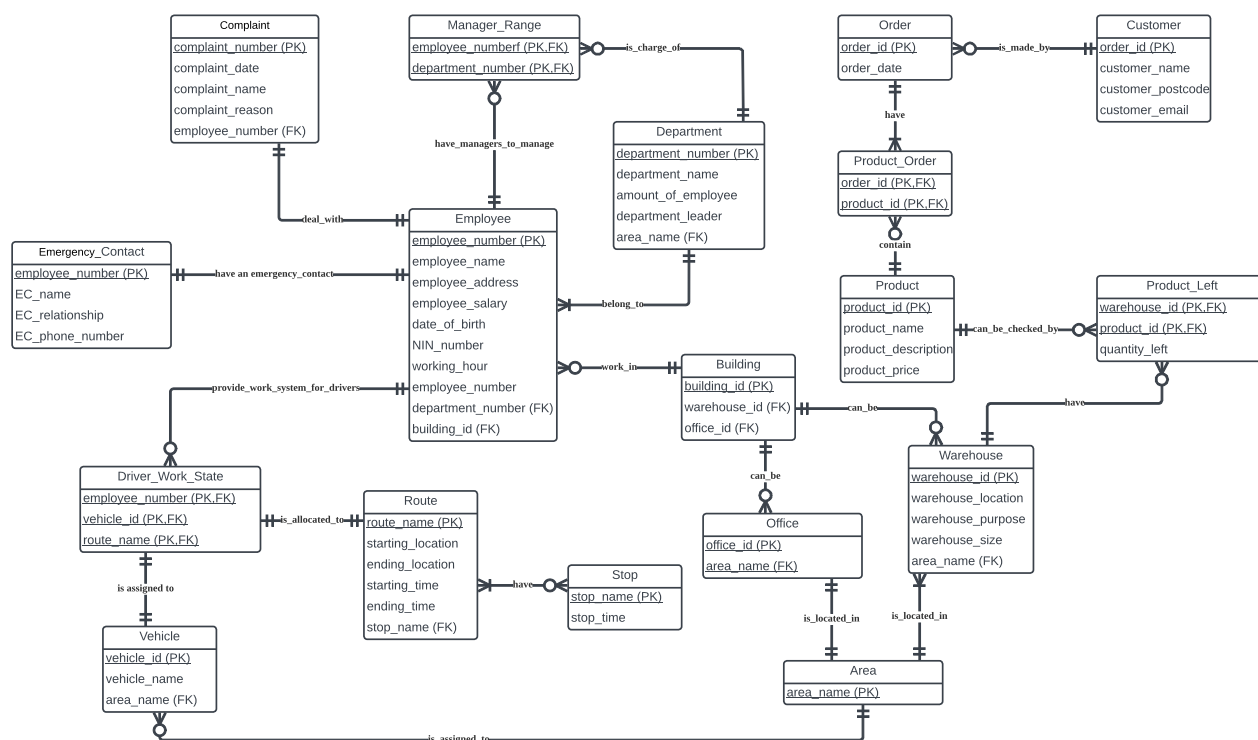 Complaint
complaint_number (PK)
complaint_date
complaint_name
complaint_reason
employee_number (FK)
Manager_Range
employee_numberf (PK,FK)
department_number (PK,FK)
is_charge_of
Order
order_id (PK)
order_date
is_made_by
Customer
order_id (PK)
customer_name
customer_postcode
customer_email
have
have_managers_to_manage
Department
department_number (PK)
department_name
amount_of_employee
department_leader
area_name (FK)
Product_Order
order_id (PK,FK)
product_id (PK,FK)
contain
deal_with
Employee
employee_number (PK)
employee_name
employee_address
employee_salary
date_of_birth
NIN_number
working_hour
employee_number
department_number (FK)
building_id (FK)
Emergency_Contact
employee_number (PK)
EC_name
EC_relationship
EC_phone_number
have an emergency_contact
belong_to
Product
product_id (PK)
product_name
product_description
product_price
can_be_checked_by
Product_Left
warehouse_id (PK,FK)
product_id (PK,FK)
quantity_left
work_in
Building
building_id (PK)
warehouse_id (FK)
office_id (FK)
can_be
have
provide_work_system_for_drivers
can_be
Driver_Work_State
employee_number (PK,FK)
vehicle_id (PK,FK)
route_name (PK,FK)
is_allocated_to
Route
route_name (PK)
starting_location
ending_location
starting_time
ending_time
stop_name (FK)
have
Stop
stop_name (PK)
stop_time
Office
office_id (PK)
area_name (FK)
Warehouse
warehouse_id (PK)
warehouse_location
warehouse_purpose
warehouse_size
area_name (FK)
is assigned to
is_located_in
is_located_in
Vehicle
vehicle_id (PK)
vehicle_name
area_name (FK)
Area
area_name (PK)
is_assigned_to